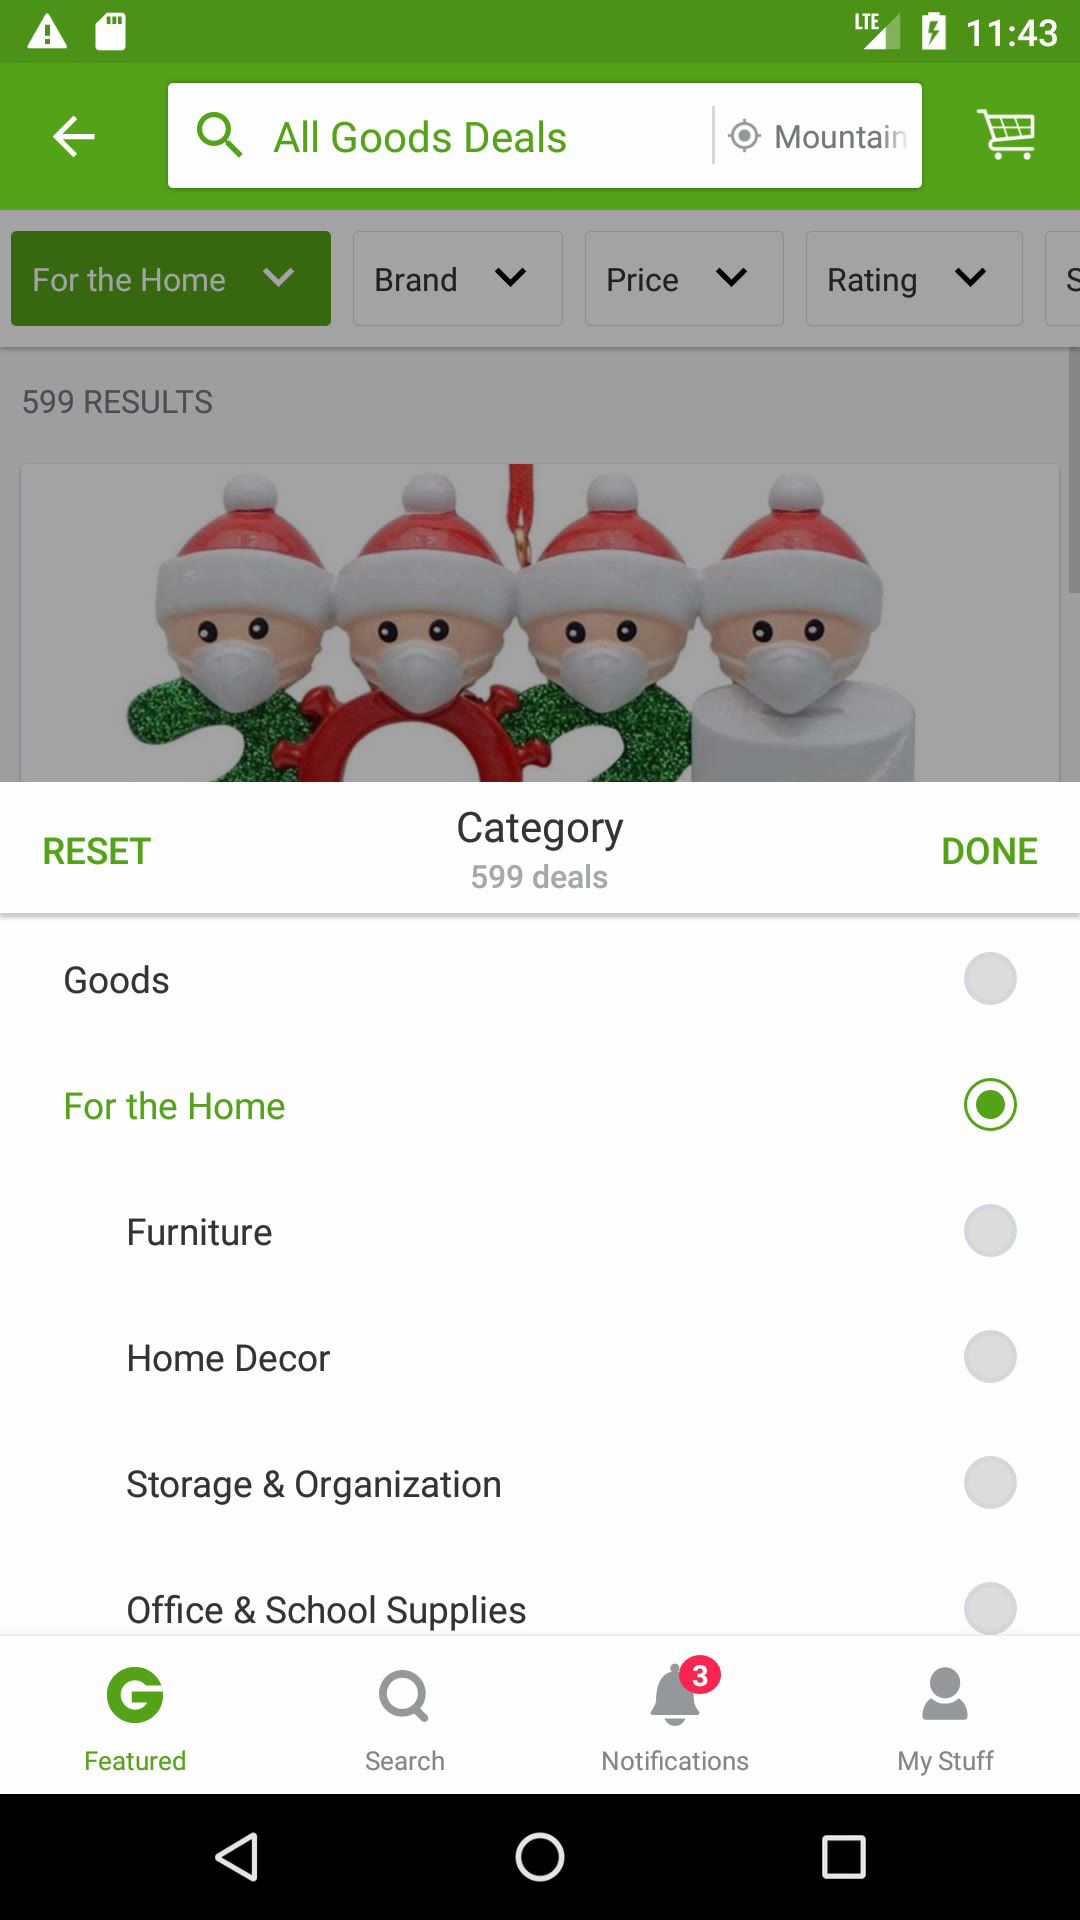 LTE 11:43
All Goods Deals Mountain
For the Home Brand Price Rating S
599 RESULTS
RESET Category DONE
599 deals
Goods
For the Home
Furniture
Home Decor
Storage & Organization
Office & School Supplies
3
Featured Search Notifications My Stuff